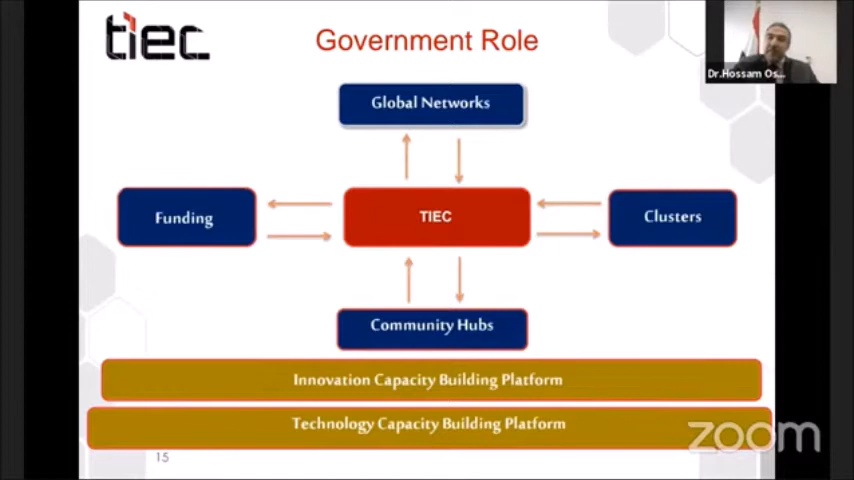 tiec
Government Role
Dr.Hossam Os...
Global Networks
Funding
TIEC
Clusters
Community Hubs
Innovation Capacity Building Platform
Technology Capacity Building Platform
15
zoom